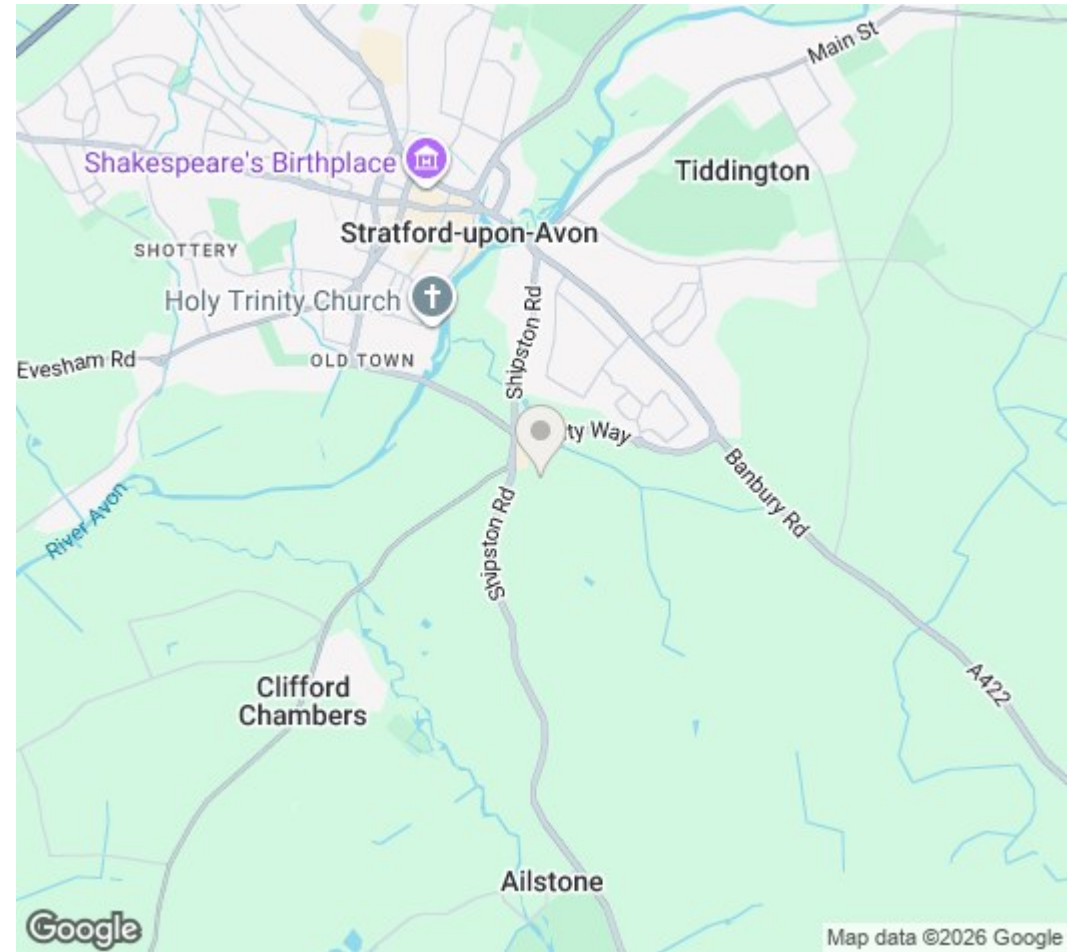 Main St
Shakespeare's Birthplace
Tiddington
Stratford-upon-Avon
SHOTTERY
Holy Trinity Church
Shipston Rd
Evesham Rd
OLD TOWN
Way
Banbury Rd
River Avon
Shipston Rd
Clifford
Chambers
A422
Ailstone
Google
Map data ©2026 Google